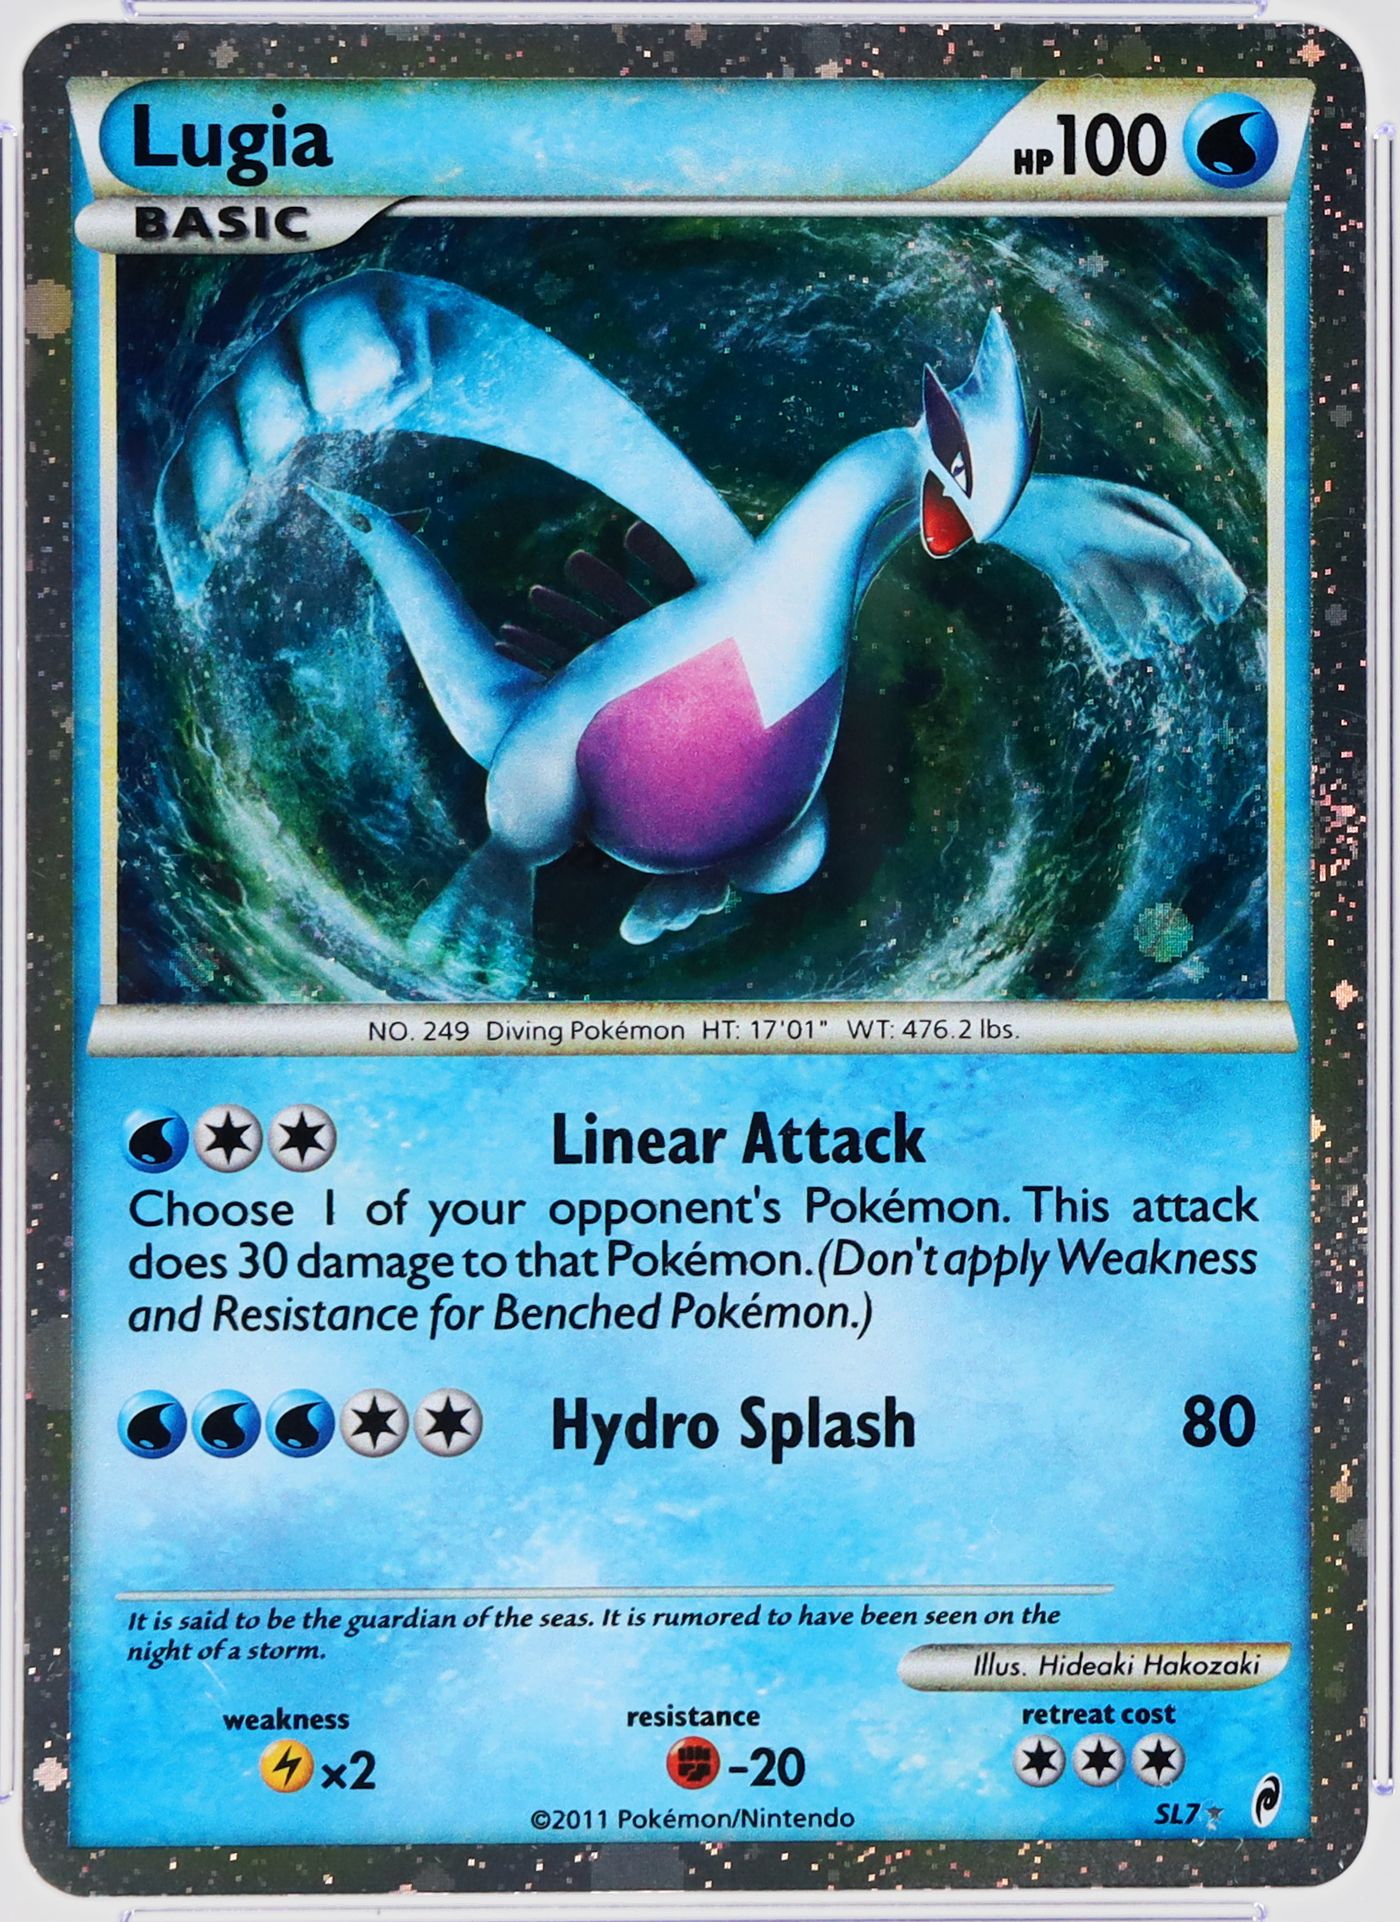 Lugia
HP100
BASIC
NO. 249 Diving Pokémon HT: 17'01" WT: 476.2 lbs.
Linear Attack
Choose 1 of your opponent's Pokémon. This attack
does 30 damage to that Pokémon.(Don't apply Weakness
and Resistance for Benched Pokémon.)
Hydro Splash 80
It is said to be the guardian of the seas. It is rumored to have been seen on the
night of a storm.
Illus. Hideaki Hakozaki
weakness resistance retreat cost
x2 -20
©2011 Pokémon/Nintendo SL7